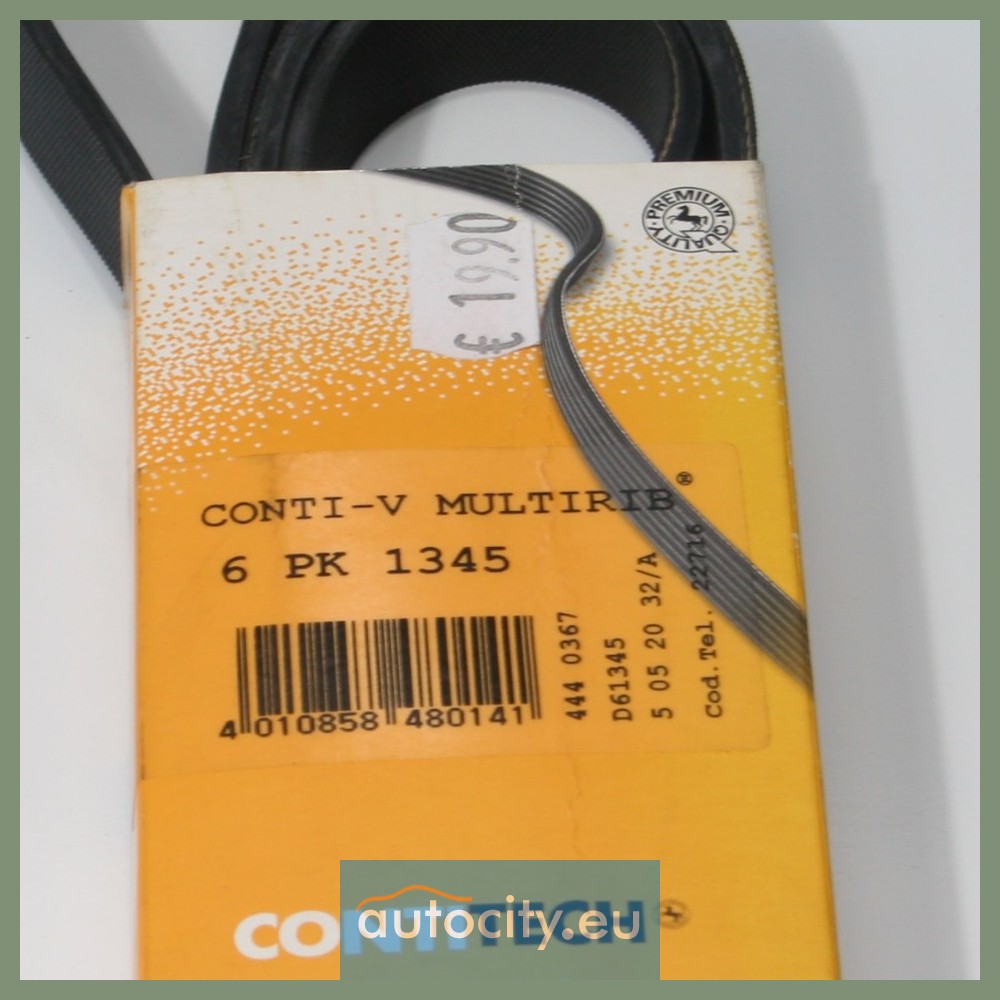 PREMIUM · QUALITY ·
€ 19.90
CONTI-V MULTIRIB®
6 PK 1345
4 010858 480141
444 0367
D61345
5 05 20 32/A
Cod.Tel. 22716
CONTITECH
autocity.eu